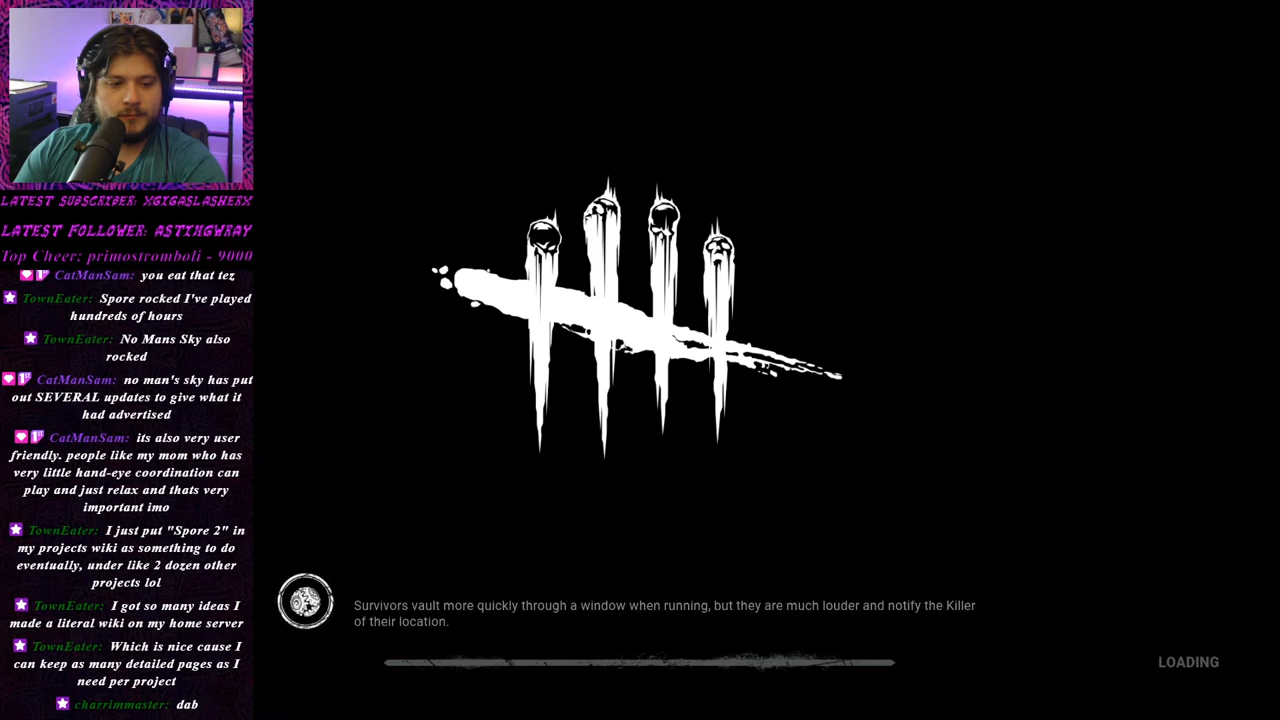 LATEST SUBSCRIBER: XGIGASLASHERX
LATEST FOLLOWER: ASTINGWRAY
Top Cheer: primostromboli - 9000
CatManSam: you eat that tez
TownEater: Spore rocked I've played
hundreds of hours
TownEater: No Mans Sky also
rocked
CatManSam: no man's sky has put
out SEVERAL updates to give what it
had advertised
CatManSam: its also very user
friendly. people like my mom who has
very little hand-eye coordination can
play and just relax and thats very
important imo
TownEater: I just put "Spore 2" in
my projects wiki as something to do
eventually, under like 2 dozen other
projects lol
TownEater: I got so many ideas I
made a literal wiki on my home server
TownEater: Which is nice cause I
can keep as many detailed pages as I
need per project
charrimmaster: dab
Survivors vault more quickly through a window when running, but they are much louder and notify the Killer
of their location.
LOADING